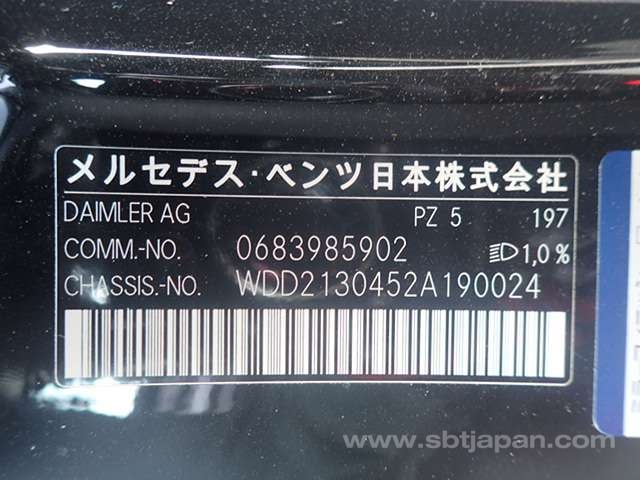 メルセデス・ベンツ日本株式会社
DAIMLER AG PZ 5 197
COMM.-NO. 0683985902 1,0%
CHASSIS.-NO. WDD2130452A190024
www.sbtjapan.com